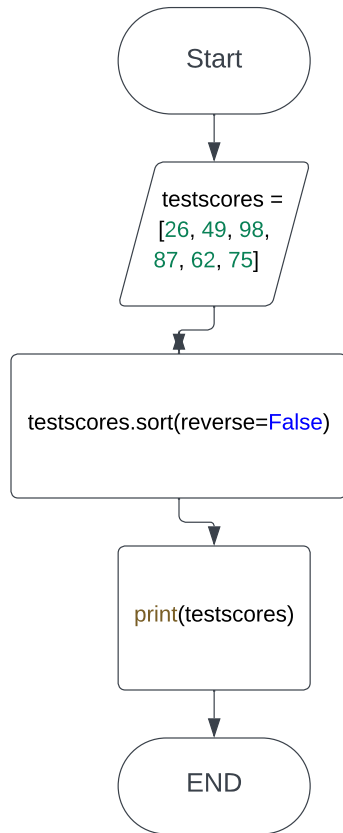 Start
testscores =
[26, 49, 98,
87, 62, 75]
testscores.sort(reverse=False)
print(testscores)
END